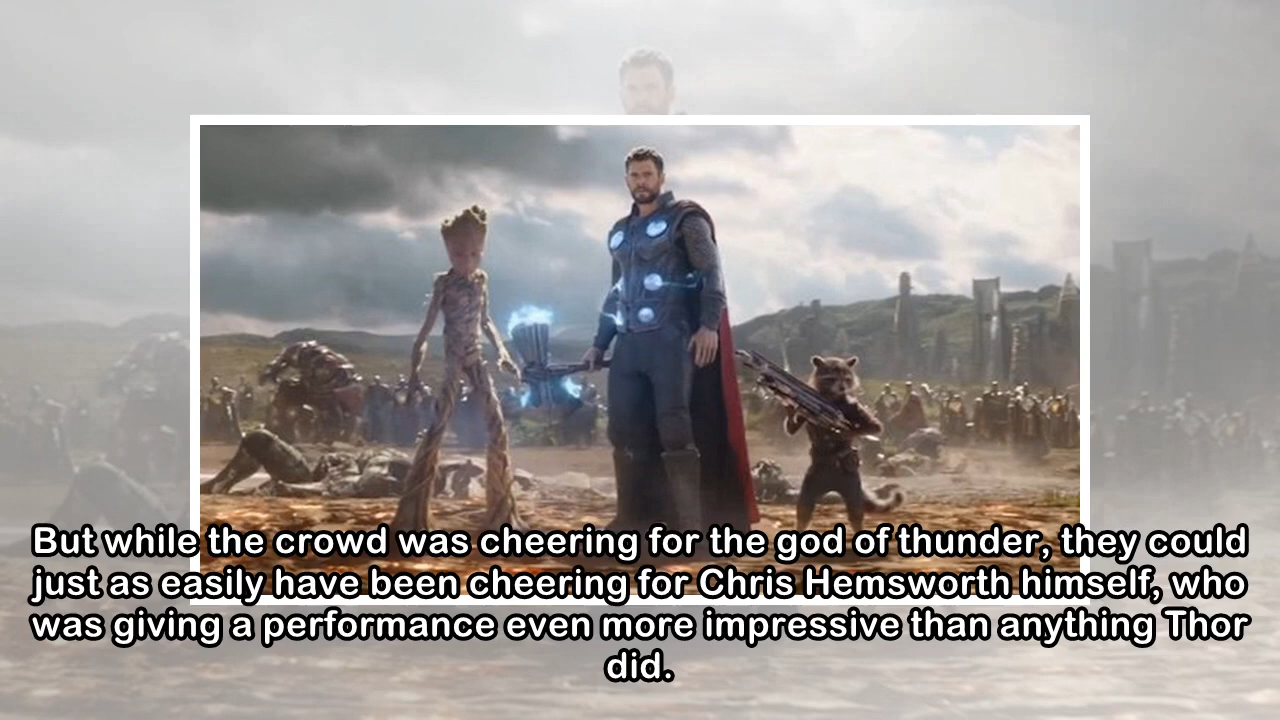 But while the crowd was cheering for the god of thunder, they could
just as easily have been cheering for Chris Hemsworth himself, who
was giving a performance even more impressive than anything Thor
did.